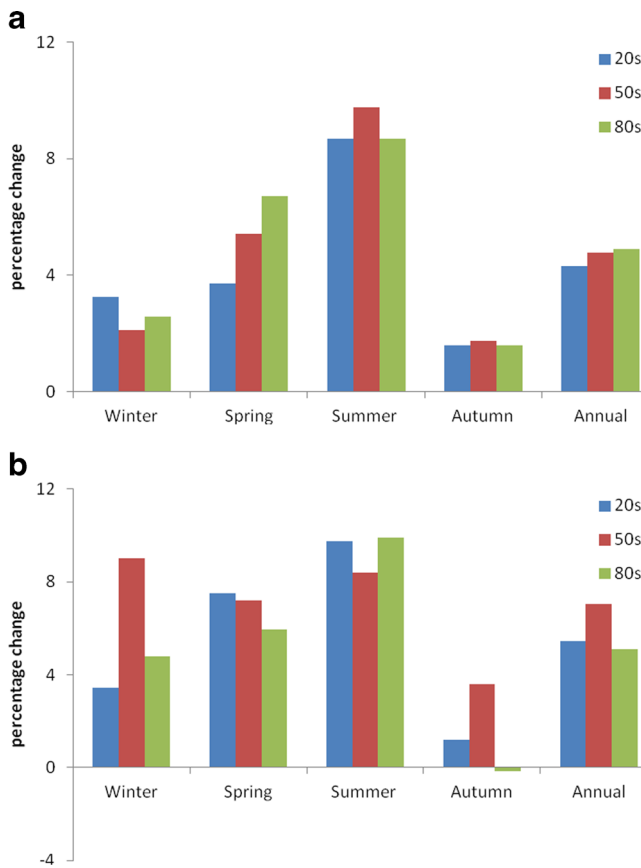 a
12
8
4
0
percentage change
20s
50s
80s
Winter Spring Summer Autumn Annual
b
12
8
4
0
-4
percentage change
20s
50s
80s
Winter Spring Summer Autumn Annual